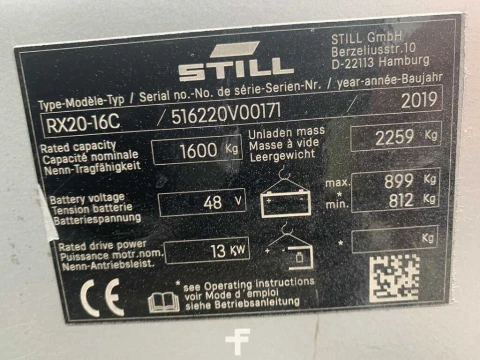 STILL
STILL GmbH
Berzeliusstr.10
D-22113 Hamburg
Type-Modèle-Typ / Serial no.-No. de série-Serien-Nr. / year-année-Baujahr
RX20-16C / 516220V00171 / 2019
Rated capacity
Capacité nominale
Nenn-Tragfähigkeit
1600 Kg
Unladen mass
Masse à vide
Leergewicht
2259 Kg
Battery voltage
Tension batterie
Batteriespannung
48 V
max. 899 Kg
*
min. 812 Kg
Rated drive power
Puissance motr.nom.
Nenn-Antriebsleist.
13 KW
* Kg
CE
*see Operating instructions
voir Mode d'emploi
siehe Betriebsanleitung